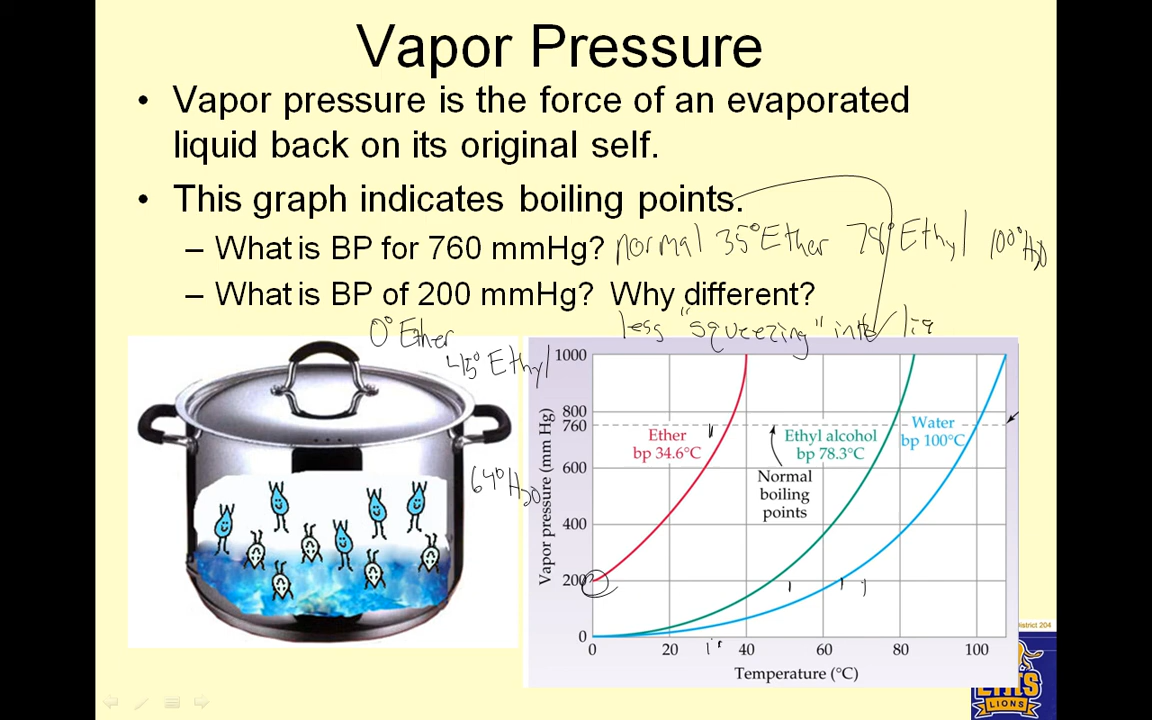 Vapor Pressure
• Vapor pressure is the force of an evaporated
liquid back on its original self.
• This graph indicates boiling points.
– What is BP for 760 mmHg? normal 35° Ether 78° Ethyl 100° H2O
– What is BP of 200 mmHg? Why different?
0° Ether
less "squeezing" into liq
45° Ethyl
64° H2O
Vapor pressure (mm Hg)
1000
800
760
600
400
200
0
Ether
bp 34.6°C
Ethyl alcohol
bp 78.3°C
Water
bp 100°C
Normal
boiling
points
0 20 40 60 80 100
Temperature (°C)
District 204
LIONS